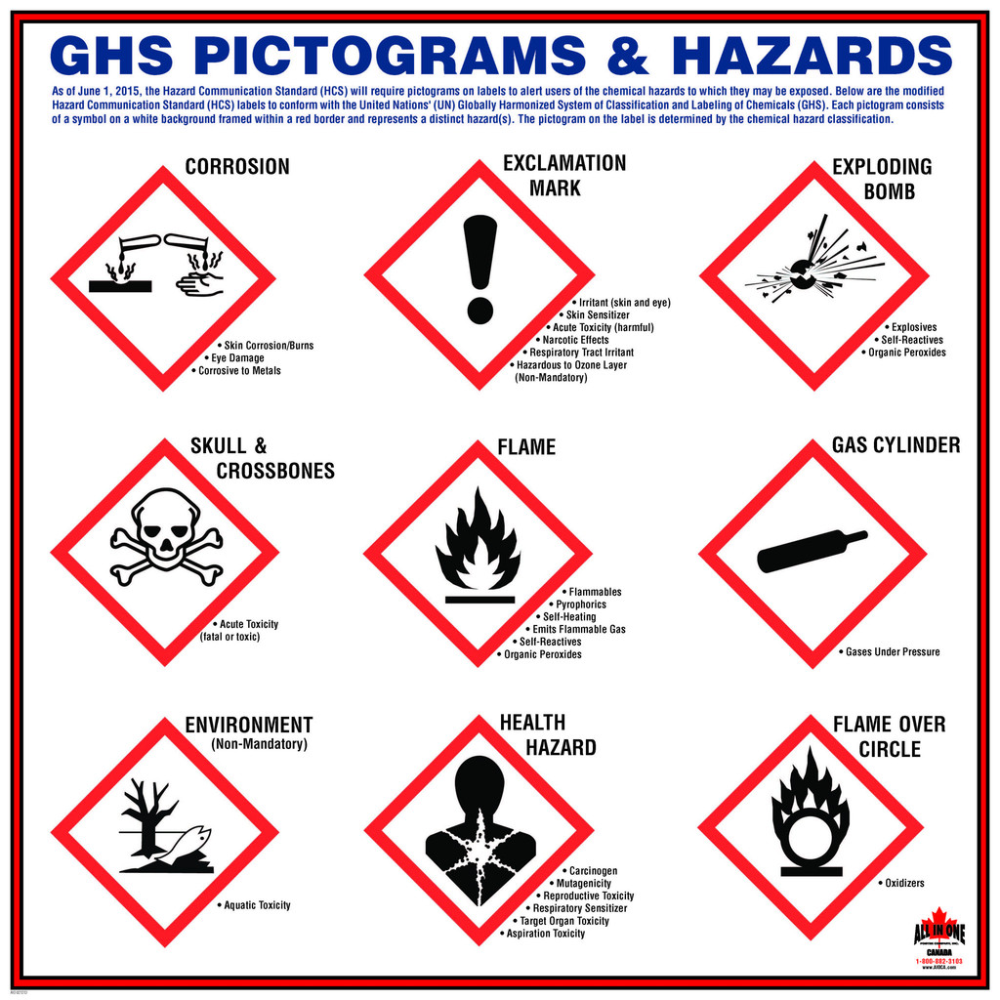 GHS PICTOGRAMS & HAZARDS
As of June 1, 2015, the Hazard Communication Standard (HCS) will require pictograms on labels to alert users of the chemical hazards to which they may be exposed. Below are the modified
Hazard Communication Standard (HCS) labels to conform with the United Nations' (UN) Globally Harmonized System of Classification and Labeling of Chemicals (GHS). Each pictogram consists
of a symbol on a white background framed within a red border and represents a distinct hazard(s). The pictogram on the label is determined by the chemical hazard classification.
CORROSION
• Skin Corrosion/Burns
• Eye Damage
• Corrosive to Metals
EXCLAMATION
MARK
• Irritant (skin and eye)
• Skin Sensitizer
• Acute Toxicity (harmful)
• Narcotic Effects
• Respiratory Tract Irritant
• Hazardous to Ozone Layer
(Non-Mandatory)
EXPLODING
BOMB
• Explosives
• Self-Reactives
• Organic Peroxides
SKULL &
CROSSBONES
• Acute Toxicity
(fatal or toxic)
FLAME
• Flammables
• Pyrophorics
• Self-Heating
• Emits Flammable Gas
• Self-Reactives
• Organic Peroxides
GAS CYLINDER
• Gases Under Pressure
ENVIRONMENT
(Non-Mandatory)
• Aquatic Toxicity
HEALTH
HAZARD
• Carcinogen
• Mutagenicity
• Reproductive Toxicity
• Respiratory Sensitizer
• Target Organ Toxicity
• Aspiration Toxicity
FLAME OVER
CIRCLE
• Oxidizers
ALL IN ONE
POSTER COMPANY, INC.
CANADA
1-800-892-3103
www.AIOCA.com